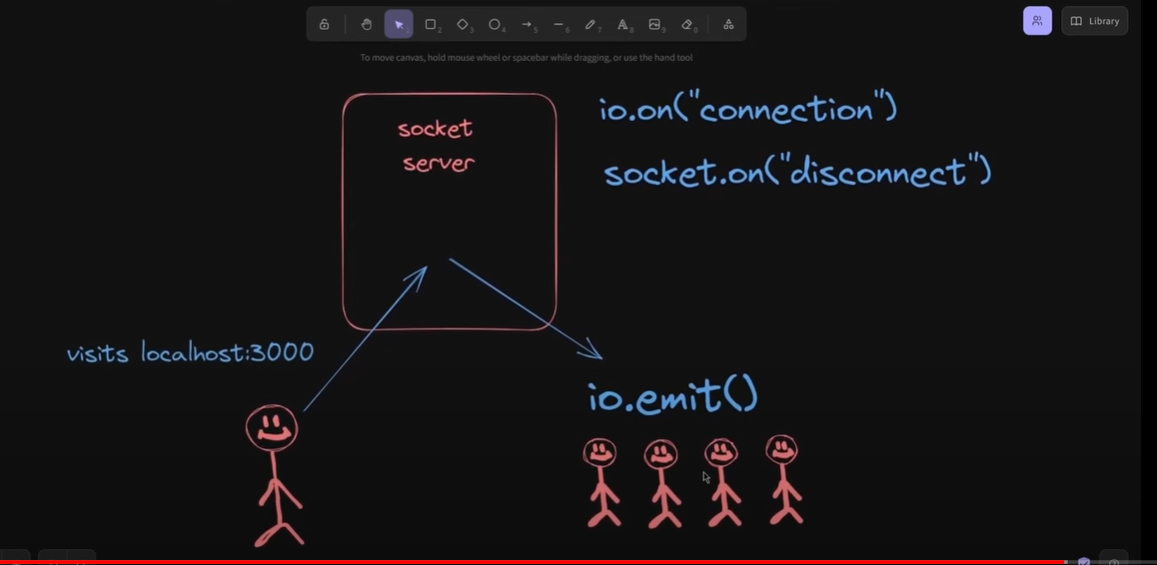 1 2 3 4 5 6 7 8 9 0
Library
To move canvas, hold mouse wheel or spacebar while dragging, or use the hand tool
socket
server
io.on("connection")
socket.on("disconnect")
visits localhost:3000
io.emit()